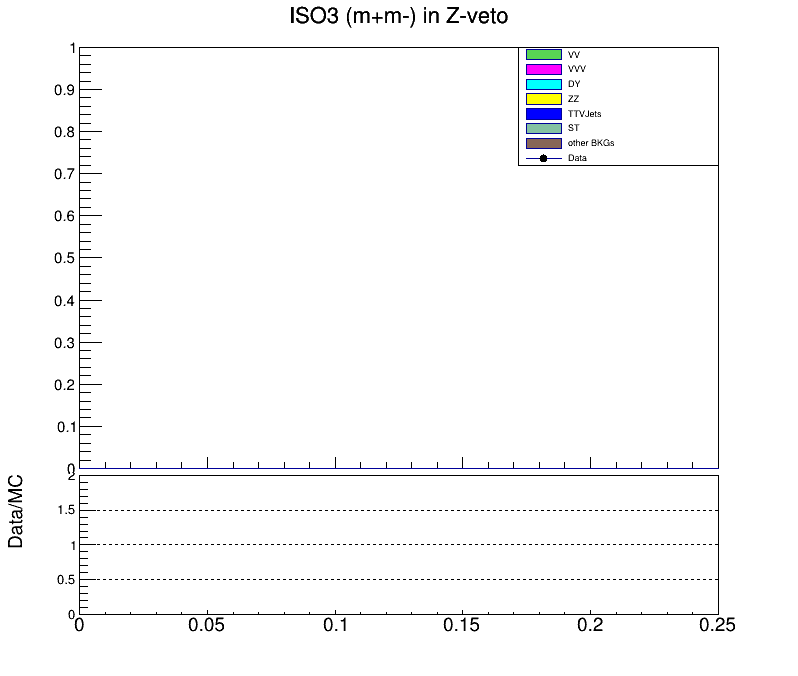 ISO3 (m+m-) in Z-veto
1
0.9
0.8
0.7
0.6
0.5
0.4
0.3
0.2
0.1
0
VV
VVV
DY
ZZ
TTVJets
ST
other BKGs
Data
Data/MC
2
1.5
1
0.5
0
0 0.05 0.1 0.15 0.2 0.25